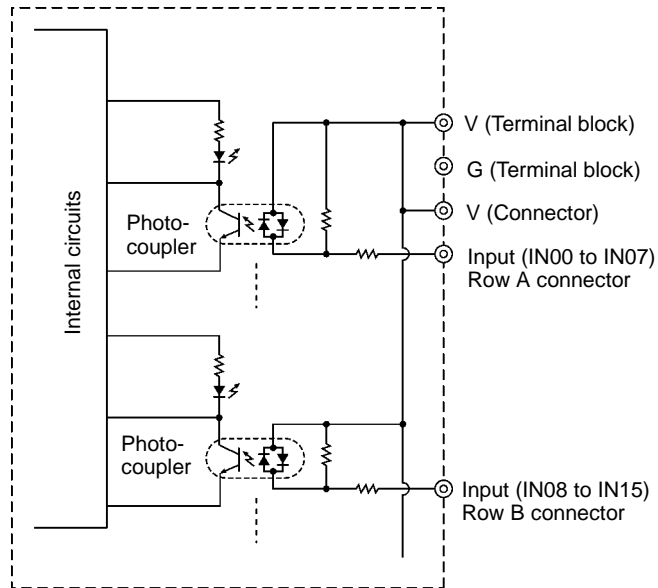 V (Terminal block)
G (Terminal block)
V (Connector)
Input (IN00 to IN07)
Row A connector
Photo-
coupler
Internal circuits
Photo-
coupler
Input (IN08 to IN15)
Row B connector